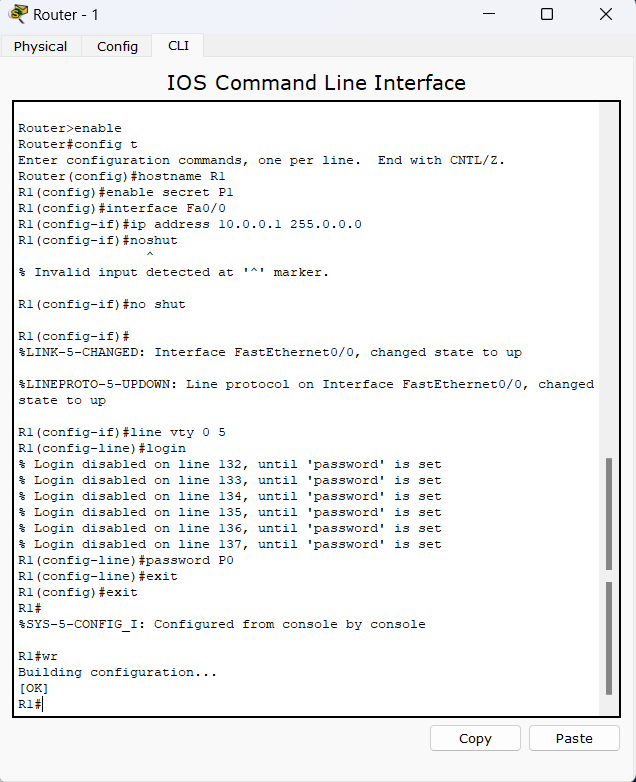 Router - 1
Physical Config CLI
IOS Command Line Interface
Router>enable
Router#config t
Enter configuration commands, one per line.  End with CNTL/Z.
Router(config)#hostname R1
R1(config)#enable secret P1
R1(config)#interface Fa0/0
R1(config-if)#ip address 10.0.0.1 255.0.0.0
R1(config-if)#noshut
^
% Invalid input detected at '^' marker.
R1(config-if)#no shut
R1(config-if)#
%LINK-5-CHANGED: Interface FastEthernet0/0, changed state to up
%LINEPROTO-5-UPDOWN: Line protocol on Interface FastEthernet0/0, changed
state to up
R1(config-if)#line vty 0 5
R1(config-line)#login
% Login disabled on line 132, until 'password' is set
% Login disabled on line 133, until 'password' is set
% Login disabled on line 134, until 'password' is set
% Login disabled on line 135, until 'password' is set
% Login disabled on line 136, until 'password' is set
% Login disabled on line 137, until 'password' is set
R1(config-line)#password P0
R1(config-line)#exit
R1(config)#exit
R1#
%SYS-5-CONFIG_I: Configured from console by console
R1#wr
Building configuration...
[OK]
R1#
Copy Paste